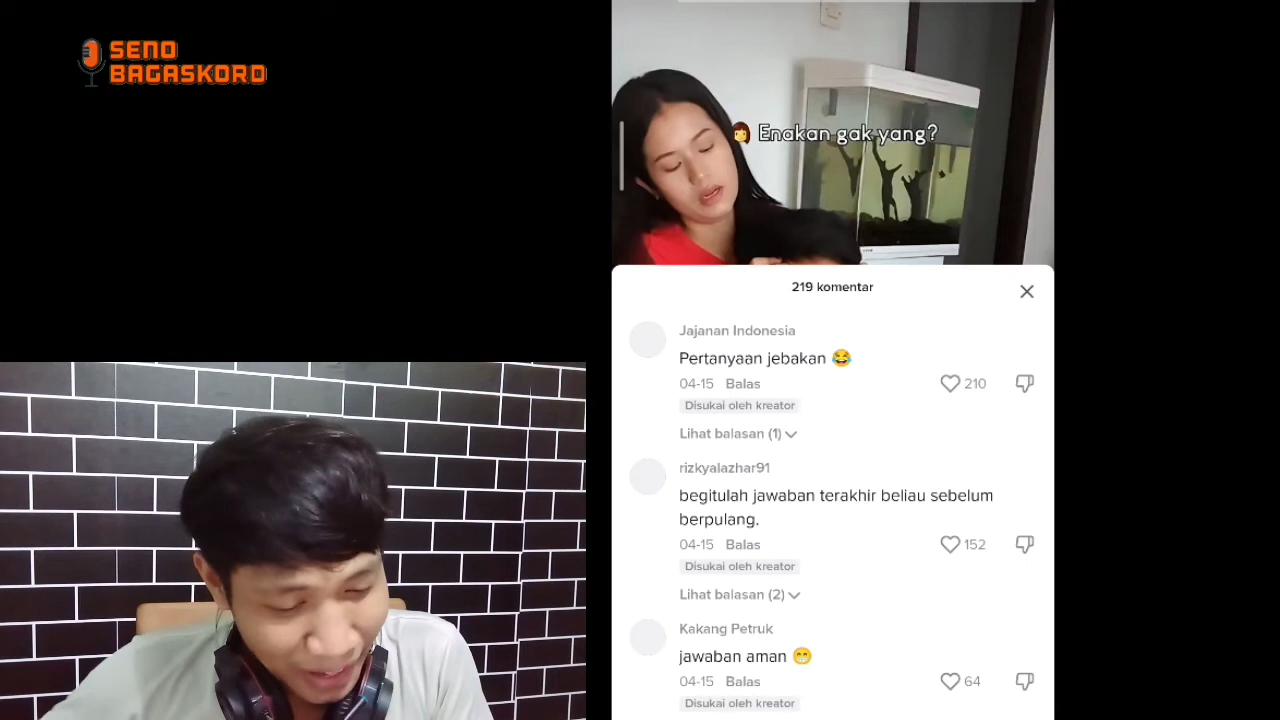 SENO
BAGASKORO
Enakan gak yang?
219 komentar
Jajanan Indonesia
Pertanyaan jebakan 😂
04-15 Balas
210
Disukai oleh kreator
Lihat balasan (1)
rizkyalazhar91
begitulah jawaban terakhir beliau sebelum
berpulang.
04-15 Balas
152
Disukai oleh kreator
Lihat balasan (2)
Kakang Petruk
jawaban aman 😁
04-15 Balas
64
Disukai oleh kreator